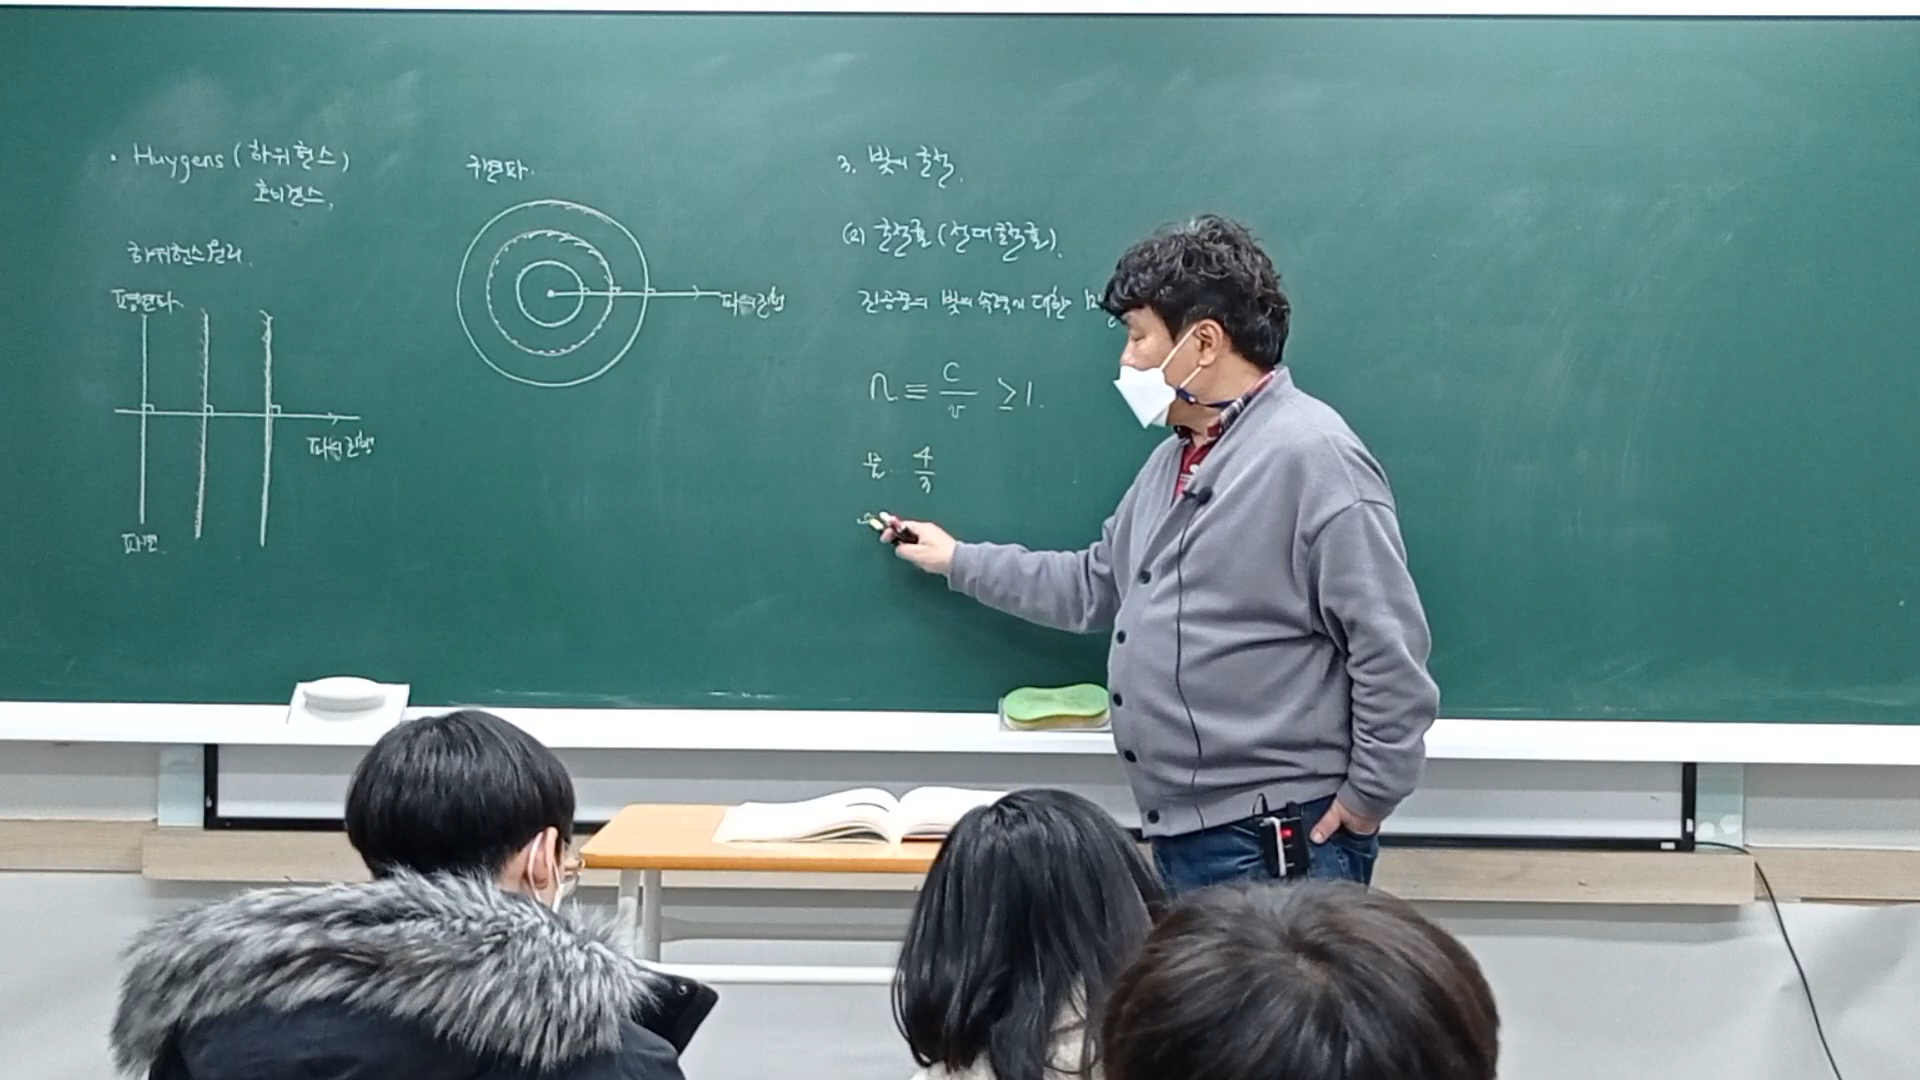 · Huygens (하위헌스)
호이겐스,
하위헌스원리.
평면파.
파의진행
파면.
구면파.
파의진행
3. 빛의 굴절.
(2) 굴절률 (절대굴절률).
진공중의 빛의 속력에 대한
n ≡ c/v ≥ 1.
물.. 4/3